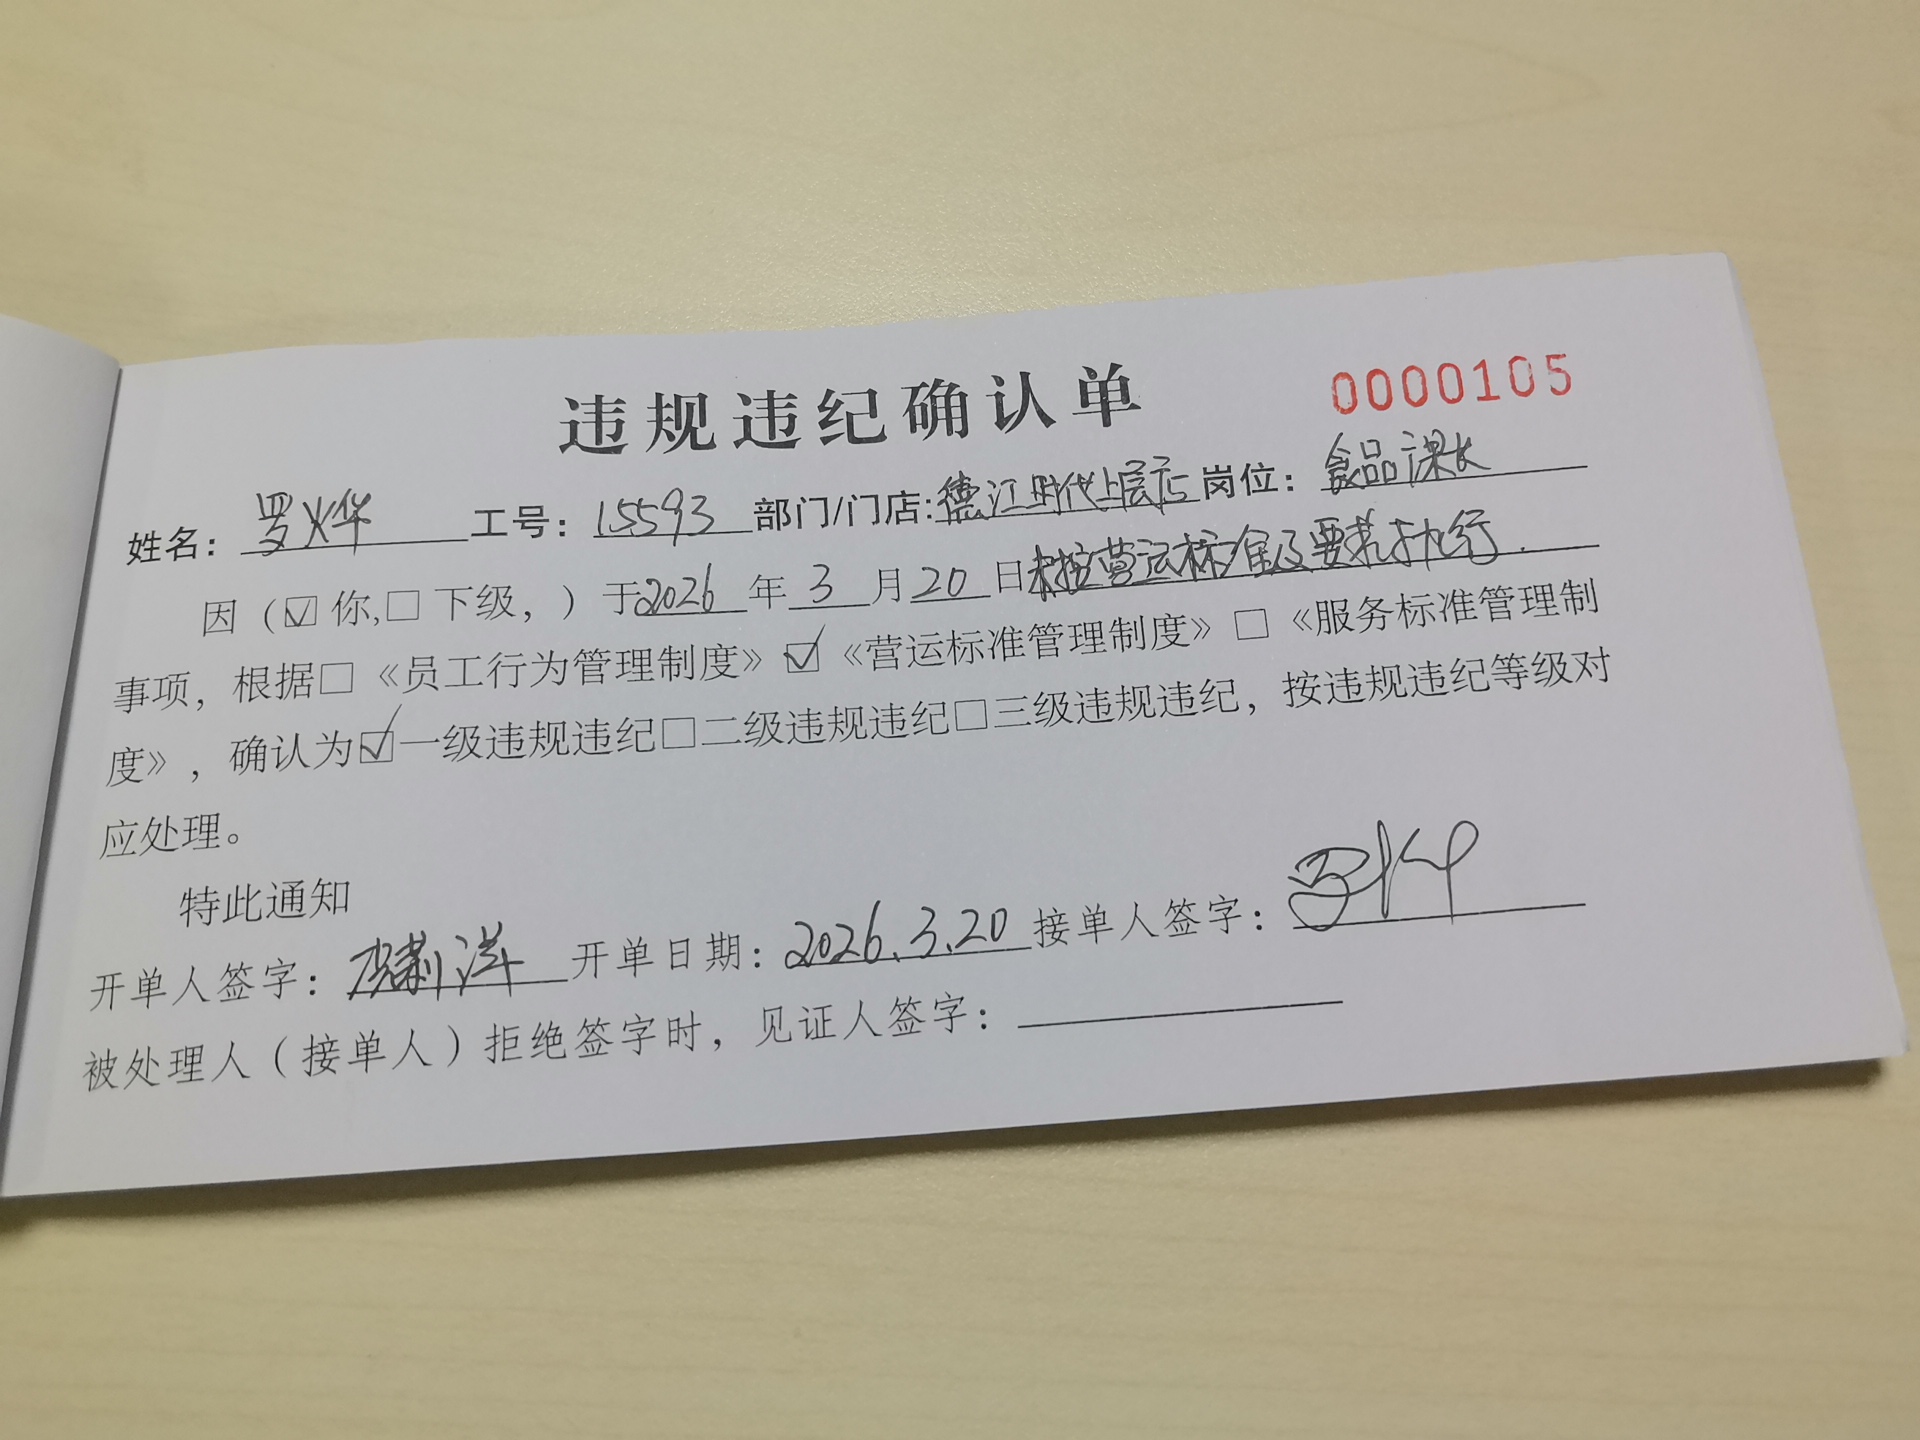 违规违纪确认单 0000105
姓名：罗烨 工号：15593 部门/门店:德江时代上层店 岗位：食品课长
因（☑你,□下级，）于2026年3月20日未按营运标准及要求执行.
事项，根据□《员工行为管理制度》☑《营运标准管理制度》□《服务标准管理制
度》，确认为☑一级违规违纪□二级违规违纪□三级违规违纪，按违规违纪等级对
应处理。
特此通知
开单人签字：洋 开单日期：2026.3.20 接单人签字：罗烨
被处理人（接单人）拒绝签字时，见证人签字：